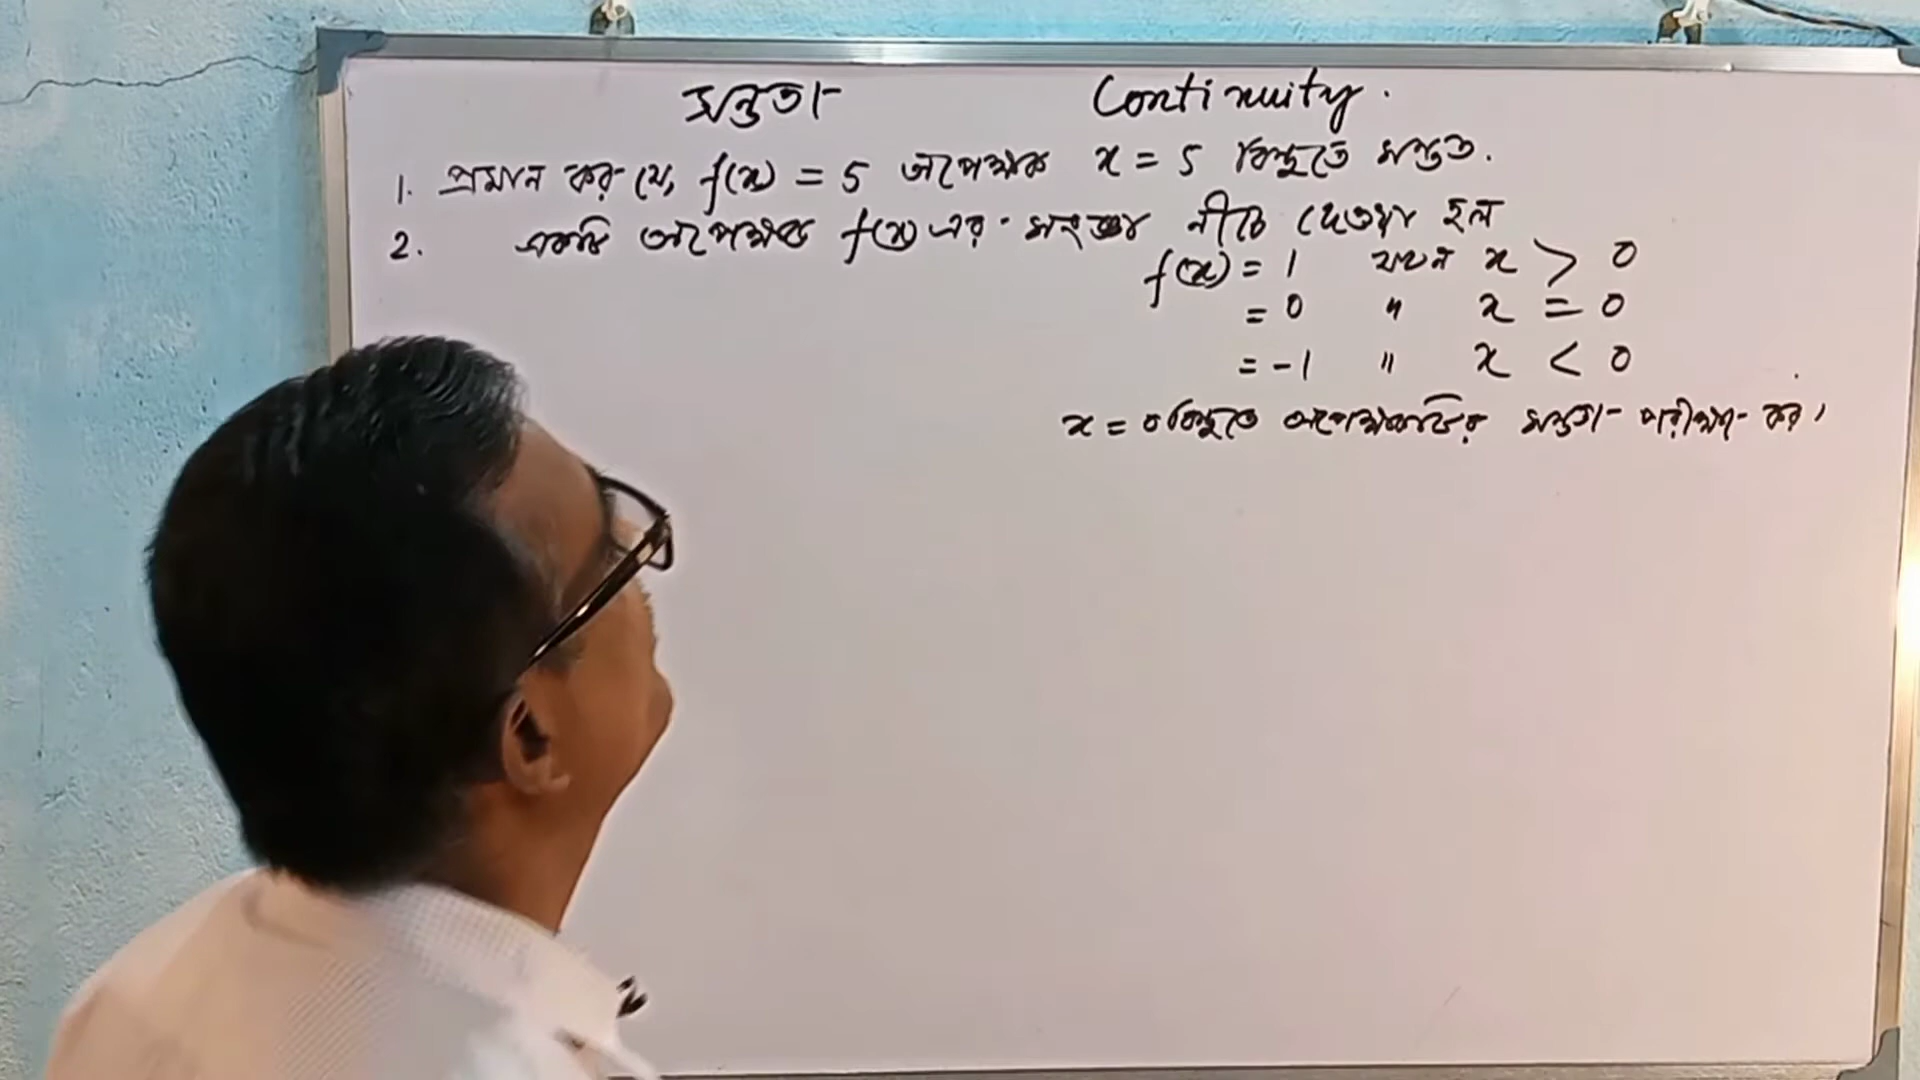 সন্ততা Continuity.
1. প্রমান কর যে, f(x) = 5 অপেক্ষক x = 5 বিন্দুতে সন্তত.
2. একটি অপেক্ষক f(x) এর সংজ্ঞা নীচে দেওয়া হল
f(x) = 1 যখন x > 0
= 0 " x = 0
= -1 " x < 0
x = 0 বিন্দুতে অপেক্ষকটির সন্ততা পরীক্ষা কর।